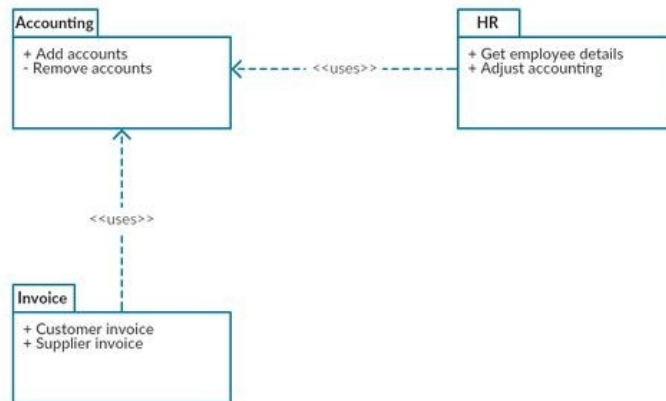 Accounting
+ Add accounts
- Remove accounts
<<uses>>
HR
+ Get employee details
+ Adjust accounting
<<uses>>
Invoice
+ Customer invoice
+ Supplier invoice